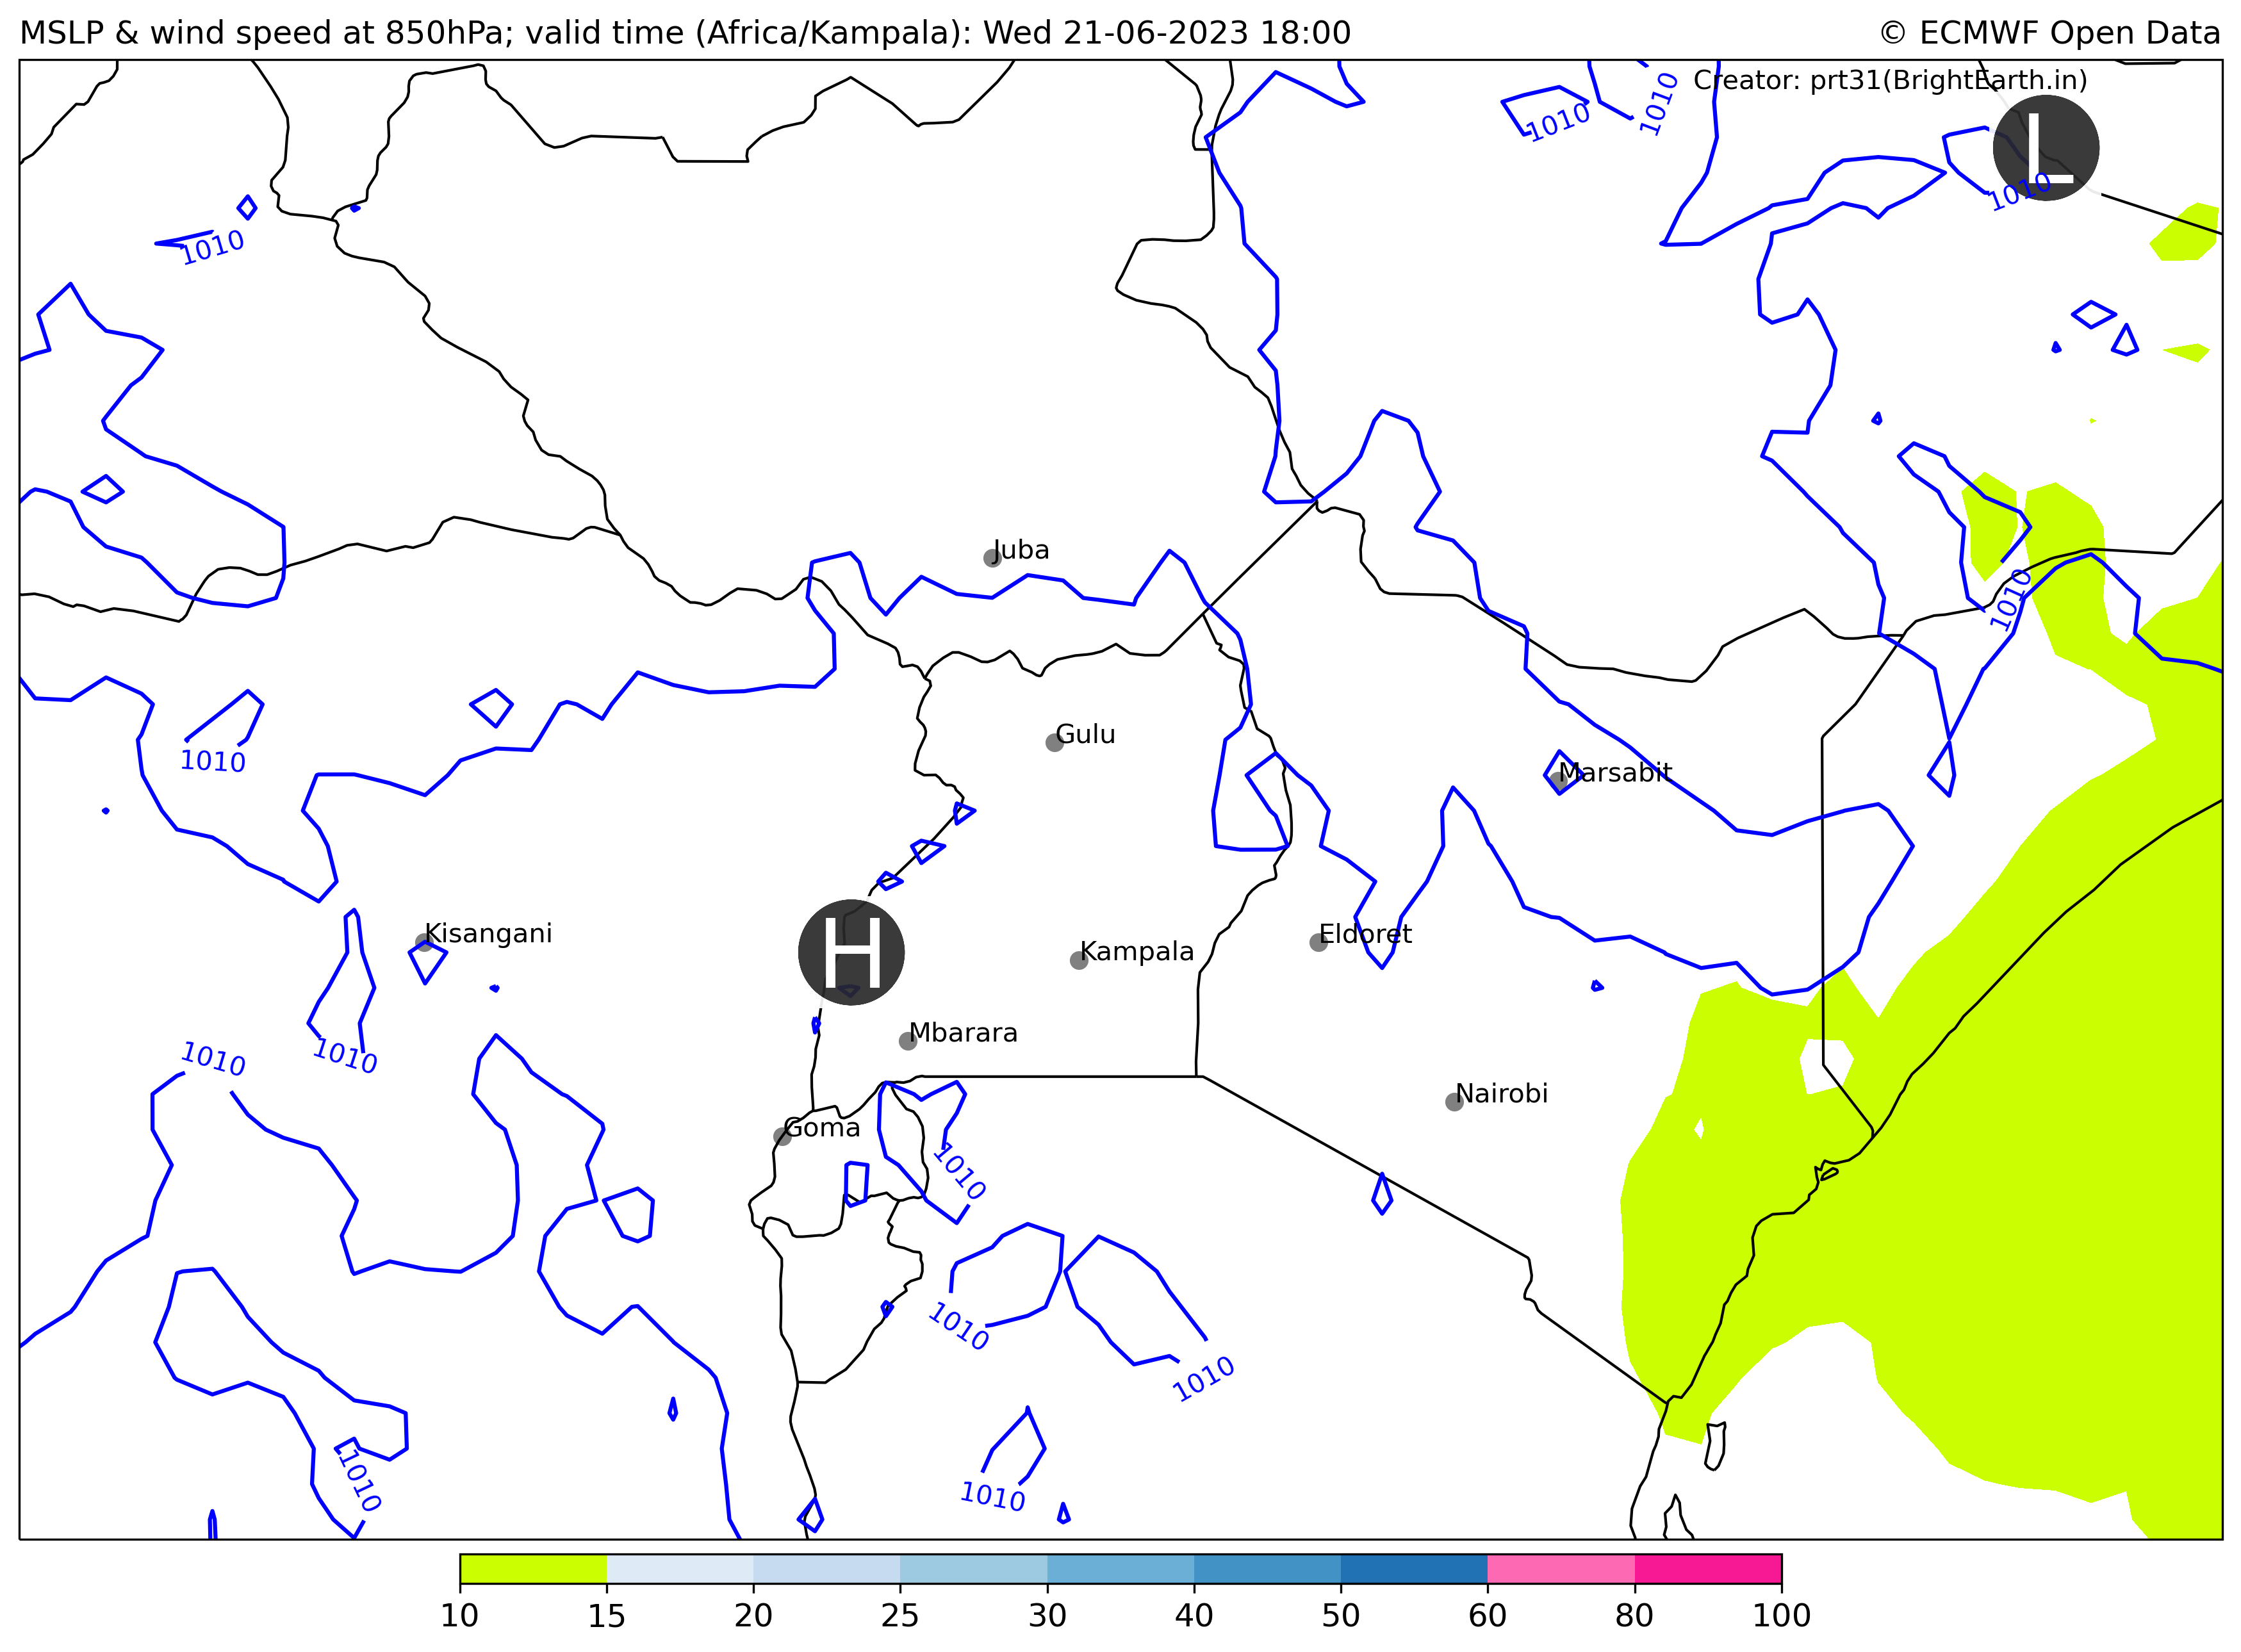 MSLP & wind speed at 850hPa; valid time (Africa/Kampala): Wed 21-06-2023 18:00
© ECMWF Open Data
Creator: prt31(BrightEarth.in)
1010
1010
L
1010
1010
Juba
1010
Gulu
1010
Marsabit
Kisangani
H
Kampala
Eldoret
Mbarara
1010
1010
Nairobi
Goma
1010
1010
1010
1010
1010
10 15 20 25 30 40 50 60 80 100